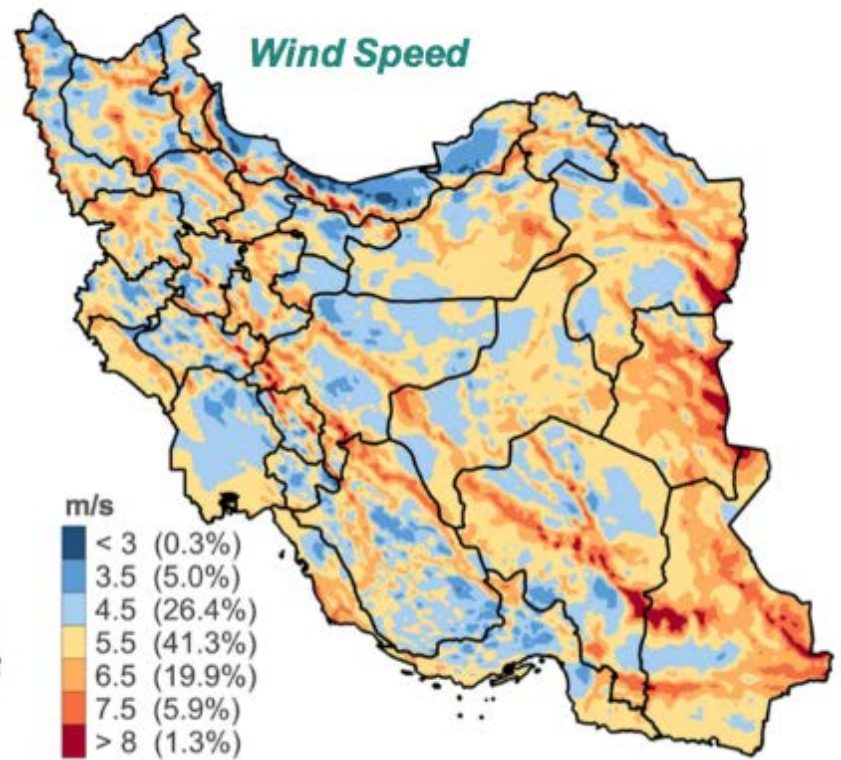 Wind Speed
m/s
< 3 (0.3%)
3.5 (5.0%)
4.5 (26.4%)
5.5 (41.3%)
6.5 (19.9%)
7.5 (5.9%)
> 8 (1.3%)